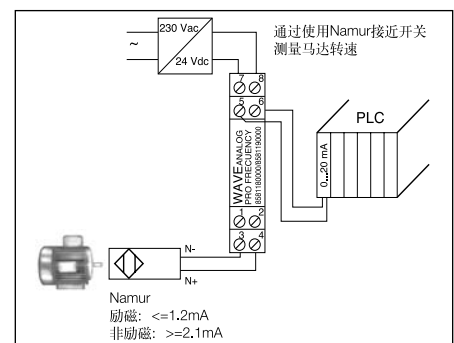 230 Vac
~
24 Vdc
通过使用Namur接近开关
测量马达转速
7 8
5 6
WAVEANALOG
PRO FRECUENCY
8581180000/8581190000
1 2
3 4
PLC
0...20 mA
N-
N+
Namur
励磁: <=1.2mA
非励磁: >=2.1mA